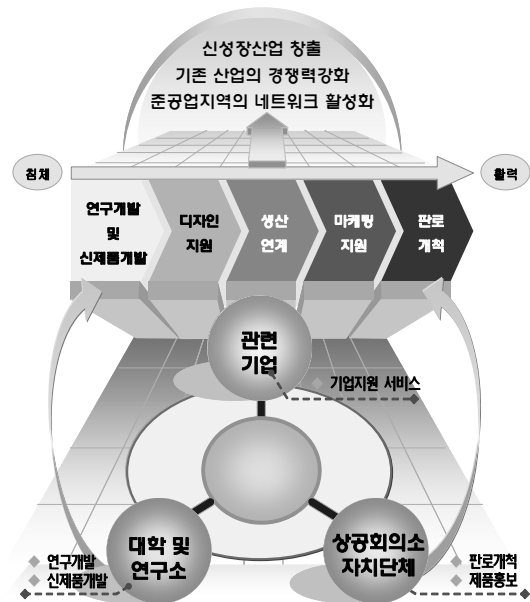 신성장산업 창출
기존 산업의 경쟁력강화
준공업지역의 네트워크 활성화
침체
활력
연구개발
및
신제품개발
디자인
지원
생산
연계
마케팅
지원
판로
개척
관련
기업
기업지원 서비스
대학 및
연구소
상공회의소
자치단체
연구개발
신제품개발
판로개척
제품홍보